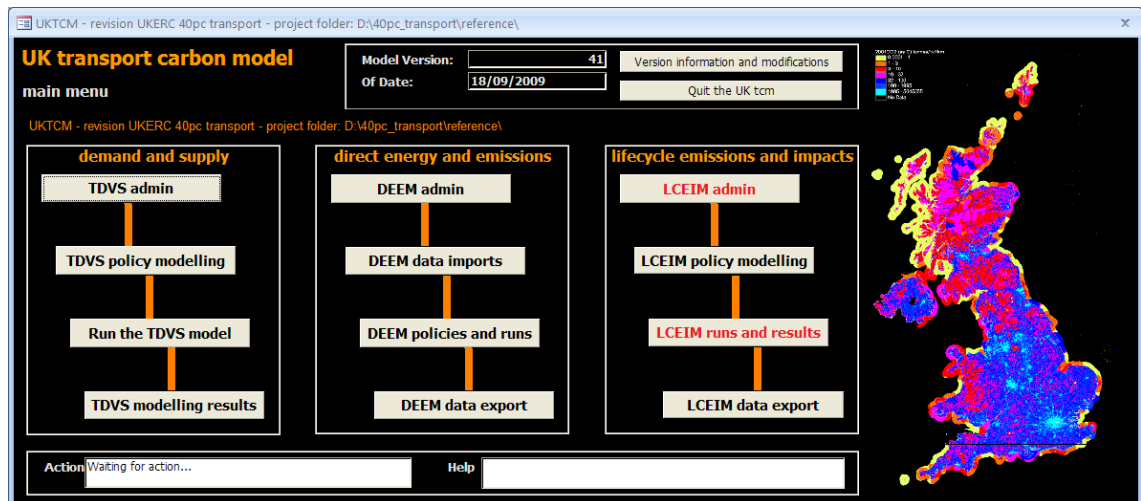 UKTCM - revision UKERC 40pc transport - project folder: D:\40pc_transport\reference\
UK transport carbon model
main menu
Model Version: 41
Of Date: 18/09/2009
Version information and modifications
Quit the UK tcm
UKTCM - revision UKERC 40pc transport - project folder: D:\40pc_transport\reference\
demand and supply
TDVS admin
TDVS policy modelling
Run the TDVS model
TDVS modelling results
direct energy and emissions
DEEM admin
DEEM data imports
DEEM policies and runs
DEEM data export
lifecycle emissions and impacts
LCEIM admin
LCEIM policy modelling
LCEIM runs and results
LCEIM data export
Action Waiting for action...
Help
No Data